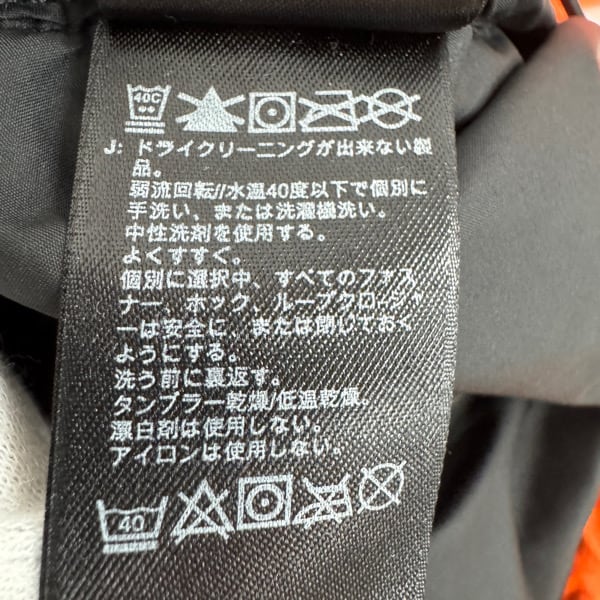 40C
J: ドライクリーニングが出来ない製
品。
弱流回転//水温40度以下で個別に
手洗い、または洗濯機洗い。
中性洗剤を使用する。
よくすすぐ。
個別に選択中、すべてのファス
ナー、ホック、ループクロージャ
ーは安全に、または閉じておく
ようにする。
洗う前に裏返す。
タンブラー乾燥/低温乾燥。
漂白剤は使用しない。
アイロンは使用しない。
40